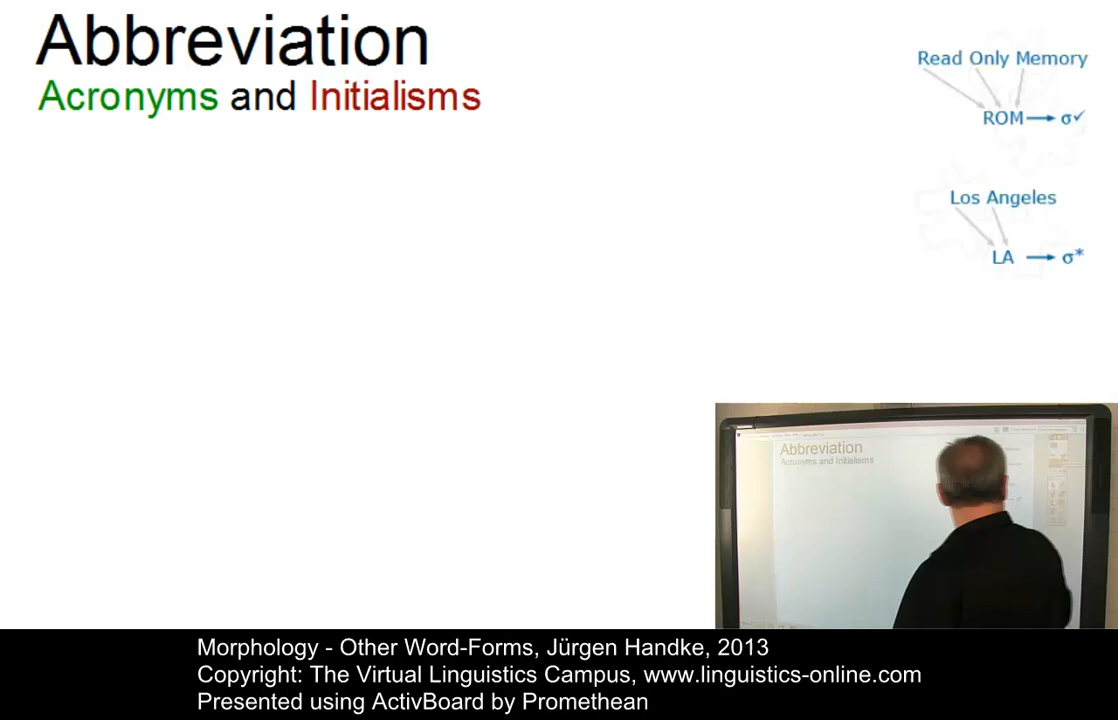 Abbreviation
Acronyms and Initialisms
Read Only Memory
ROM → σ✓
Los Angeles
LA → σ*
Abbreviation
Acronyms and Initialisms
Morphology - Other Word-Forms, Jürgen Handke, 2013
Copyright: The Virtual Linguistics Campus, www.linguistics-online.com
Presented using ActivBoard by Promethean